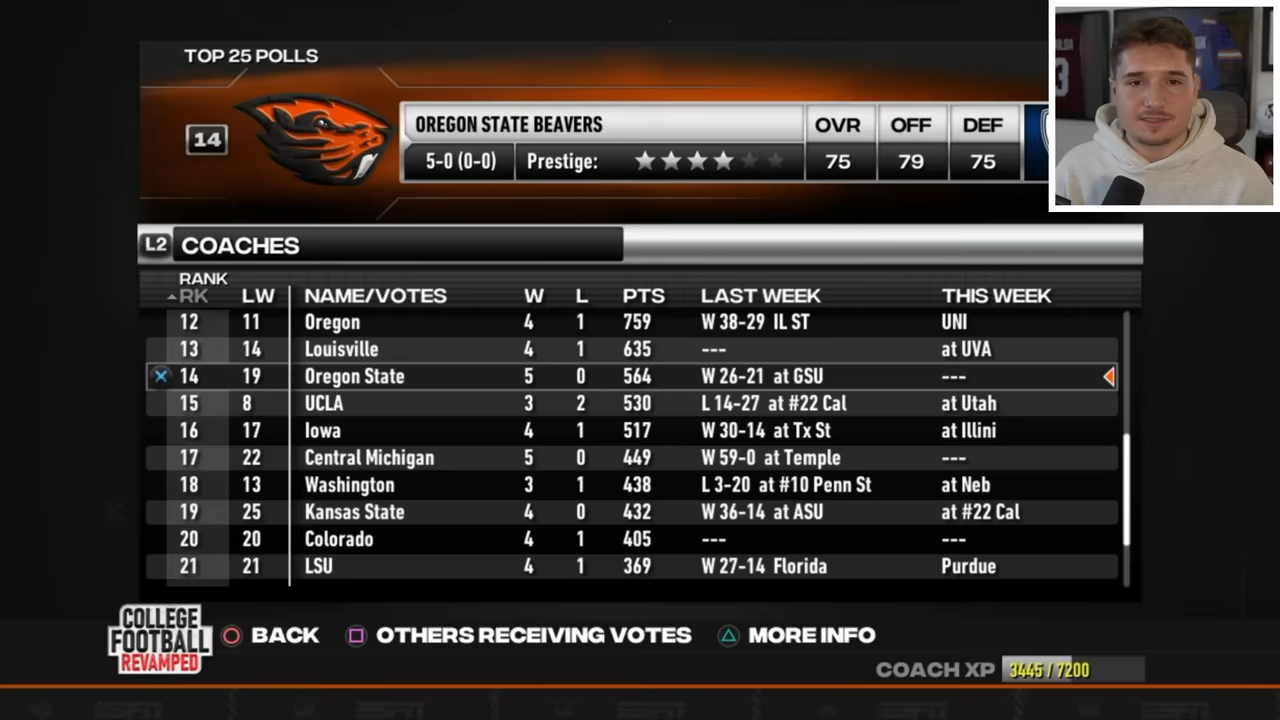 TOP 25 POLLS
14
OREGON STATE BEAVERS OVR OFF DEF
5-0 (0-0) Prestige: 75 79 75
L2 COACHES
RANK
RK LW NAME/VOTES W L PTS LAST WEEK THIS WEEK
12 11 Oregon 4 1 759 W 38-29 IL ST UNI
13 14 Louisville 4 1 635 --- at UVA
14 19 Oregon State 5 0 564 W 26-21 at GSU ---
15 8 UCLA 3 2 530 L 14-27 at #22 Cal at Utah
16 17 Iowa 4 1 517 W 30-14 at Tx St at Illini
17 22 Central Michigan 5 0 449 W 59-0 at Temple ---
18 13 Washington 3 1 438 L 3-20 at #10 Penn St at Neb
19 25 Kansas State 4 0 432 W 36-14 at ASU at #22 Cal
20 20 Colorado 4 1 405 --- ---
21 21 LSU 4 1 369 W 27-14 Florida Purdue
COLLEGE
FOOTBALL
REVAMPED
BACK OTHERS RECEIVING VOTES MORE INFO
COACH XP 3445 / 7200